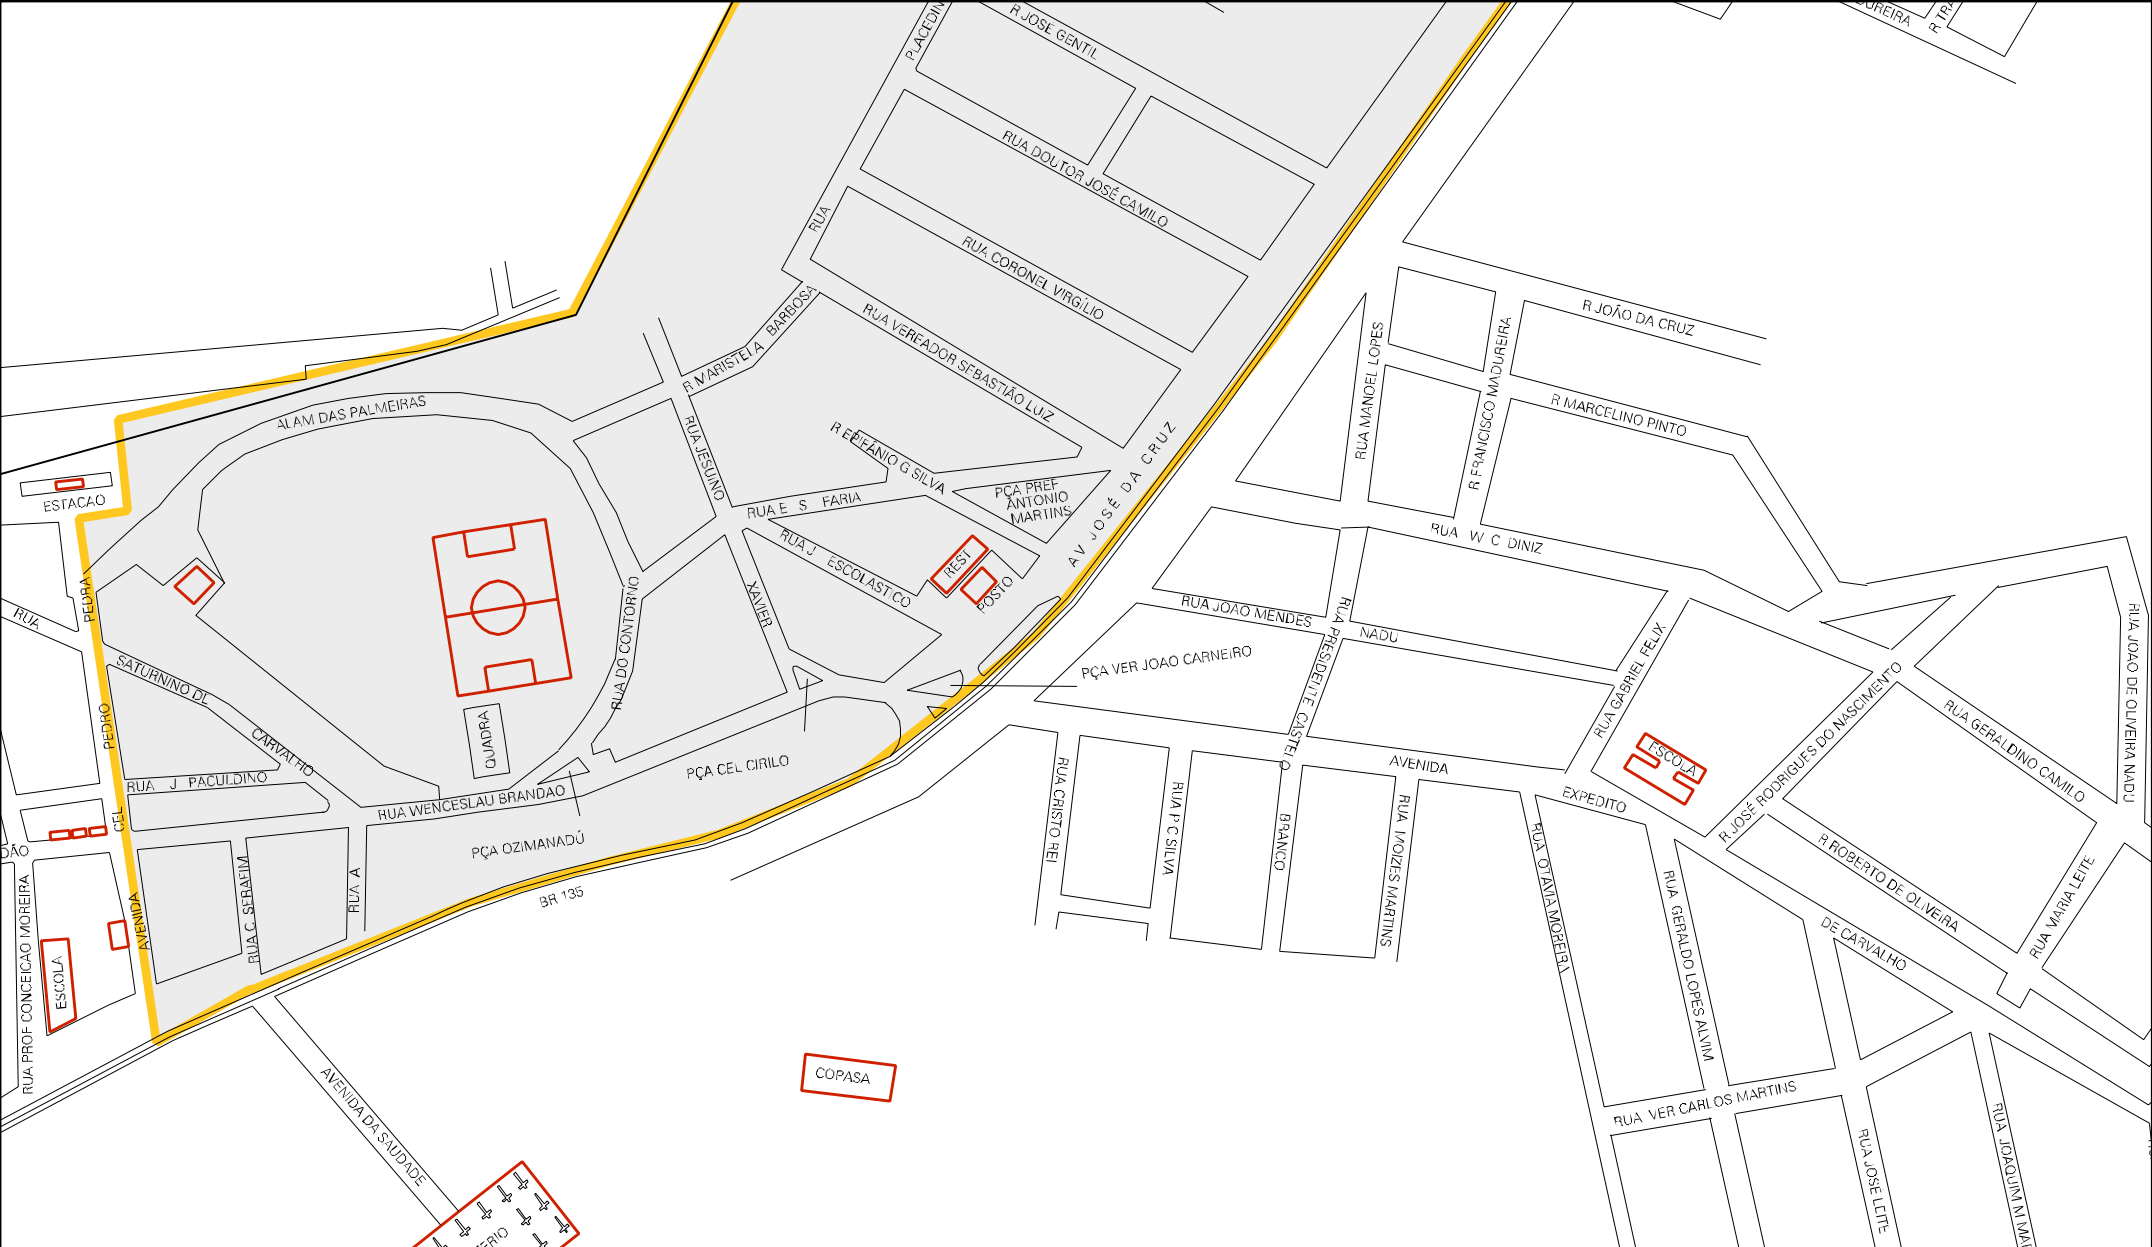 R JOSE GENTIL
PLACEDIN
RUA
RUA DOUTOR JOSÉ CAMILO
RUA CORONEL VIRGÍLIO
RUA VEREADOR SEBASTIÃO LUIZ
R MARISTELA BARBOSA
ALAM DAS PALMEIRAS
RUA JESUINO
XAVIER
R EPIFÂNIO G SILVA
RUA E S FARIA
PÇA PREF
ANTONIO
MARTINS
AV JOSÉ DA CRUZ
RUA J ESCOLASTICO
REST
POSTO
ESTACAO
RUA
AVENIDA CEL PEDRO PEDRA
SATURNINO DE CARVALHO
RUA J PACULDINO
RUA DO CONTORNO
QUADRA
RUA WENCESLAU BRANDAO
PÇA CEL CIRILO
PÇA OZIMANADÚ
BR 135
RUA C. SERAFIM
RUA A
OÃO
RUA PROF CONCEICAO MOREIRA
ESCOLA
AVENIDA DA SAUDADE
COPASA
TERIO
UREIRA
R TRA
R JOÃO DA CRUZ
RUA MANOEL LOPES
R FRANCISCO MADUREIRA
R MARCELINO PINTO
RUA W C DINIZ
RUA JOAO MENDES
NADU
PÇA VER JOAO CARNEIRO
RUA PRESIDENTE CASTELO
BRANCO
RUA GABRIEL FELIX
ESCOLA
R JOSÉ RODRIGUES DO NASCIMENTO
RUA GERALDINO CAMILO
RUA JOAO DE OLIVEIRA NADU
AVENIDA
EXPEDITO
DE CARVALHO
RUA CRISTO REI
RUA P C SILVA
RUA MOIZES MARTINS
RUA OTAVIA MOREIRA
RUA GERALDO LOPES ALVIM
R ROBERTO DE OLIVEIRA
RUA MARIA LEITE
RUA VER CARLOS MARTINS
RUA JOSE LEITE
RUA JOAQUIM M MA